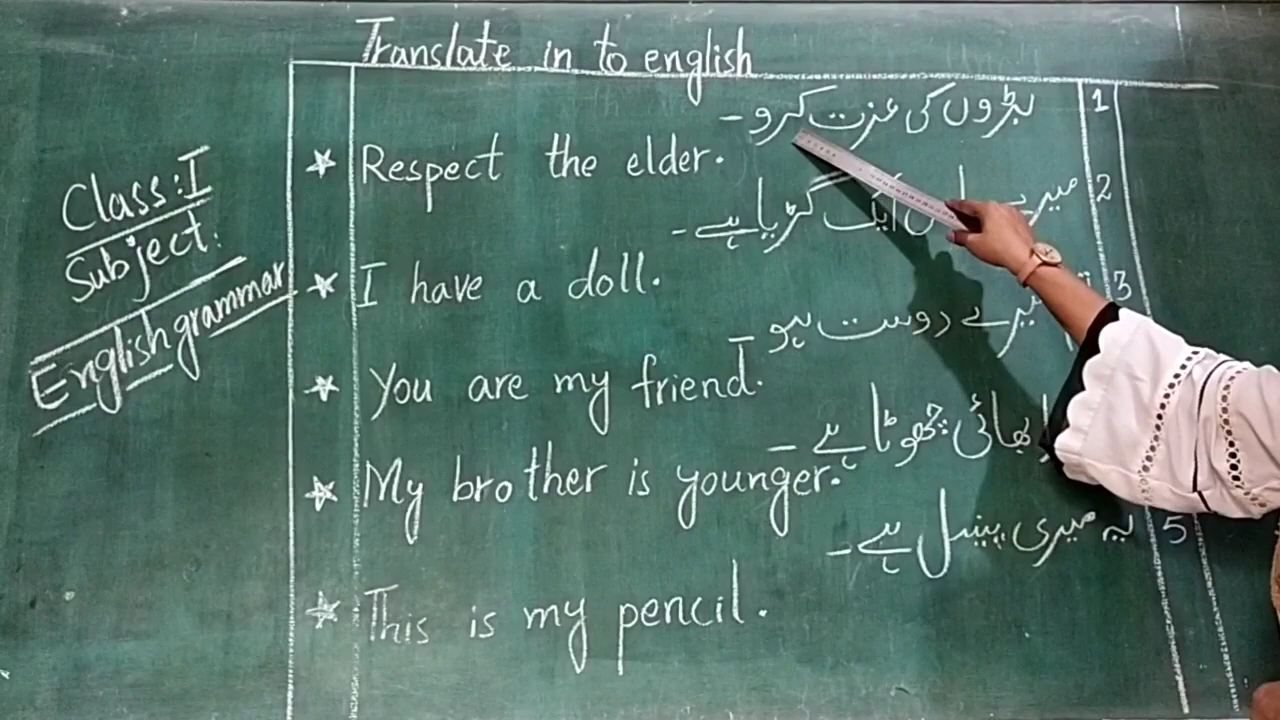 Translate in to english
Class: I
Subject:
English grammar
1 بڑوں کی عزت کرو۔
★ Respect the elder.
2 ایک گڑیا ہے۔
★ I have a doll.
3 میرے دوست ہو۔
★ You are my friend.
بھائی چھوٹا ہے۔
★ My brother is younger.
5 یہ میری پینسل ہے۔
★ This is my pencil.